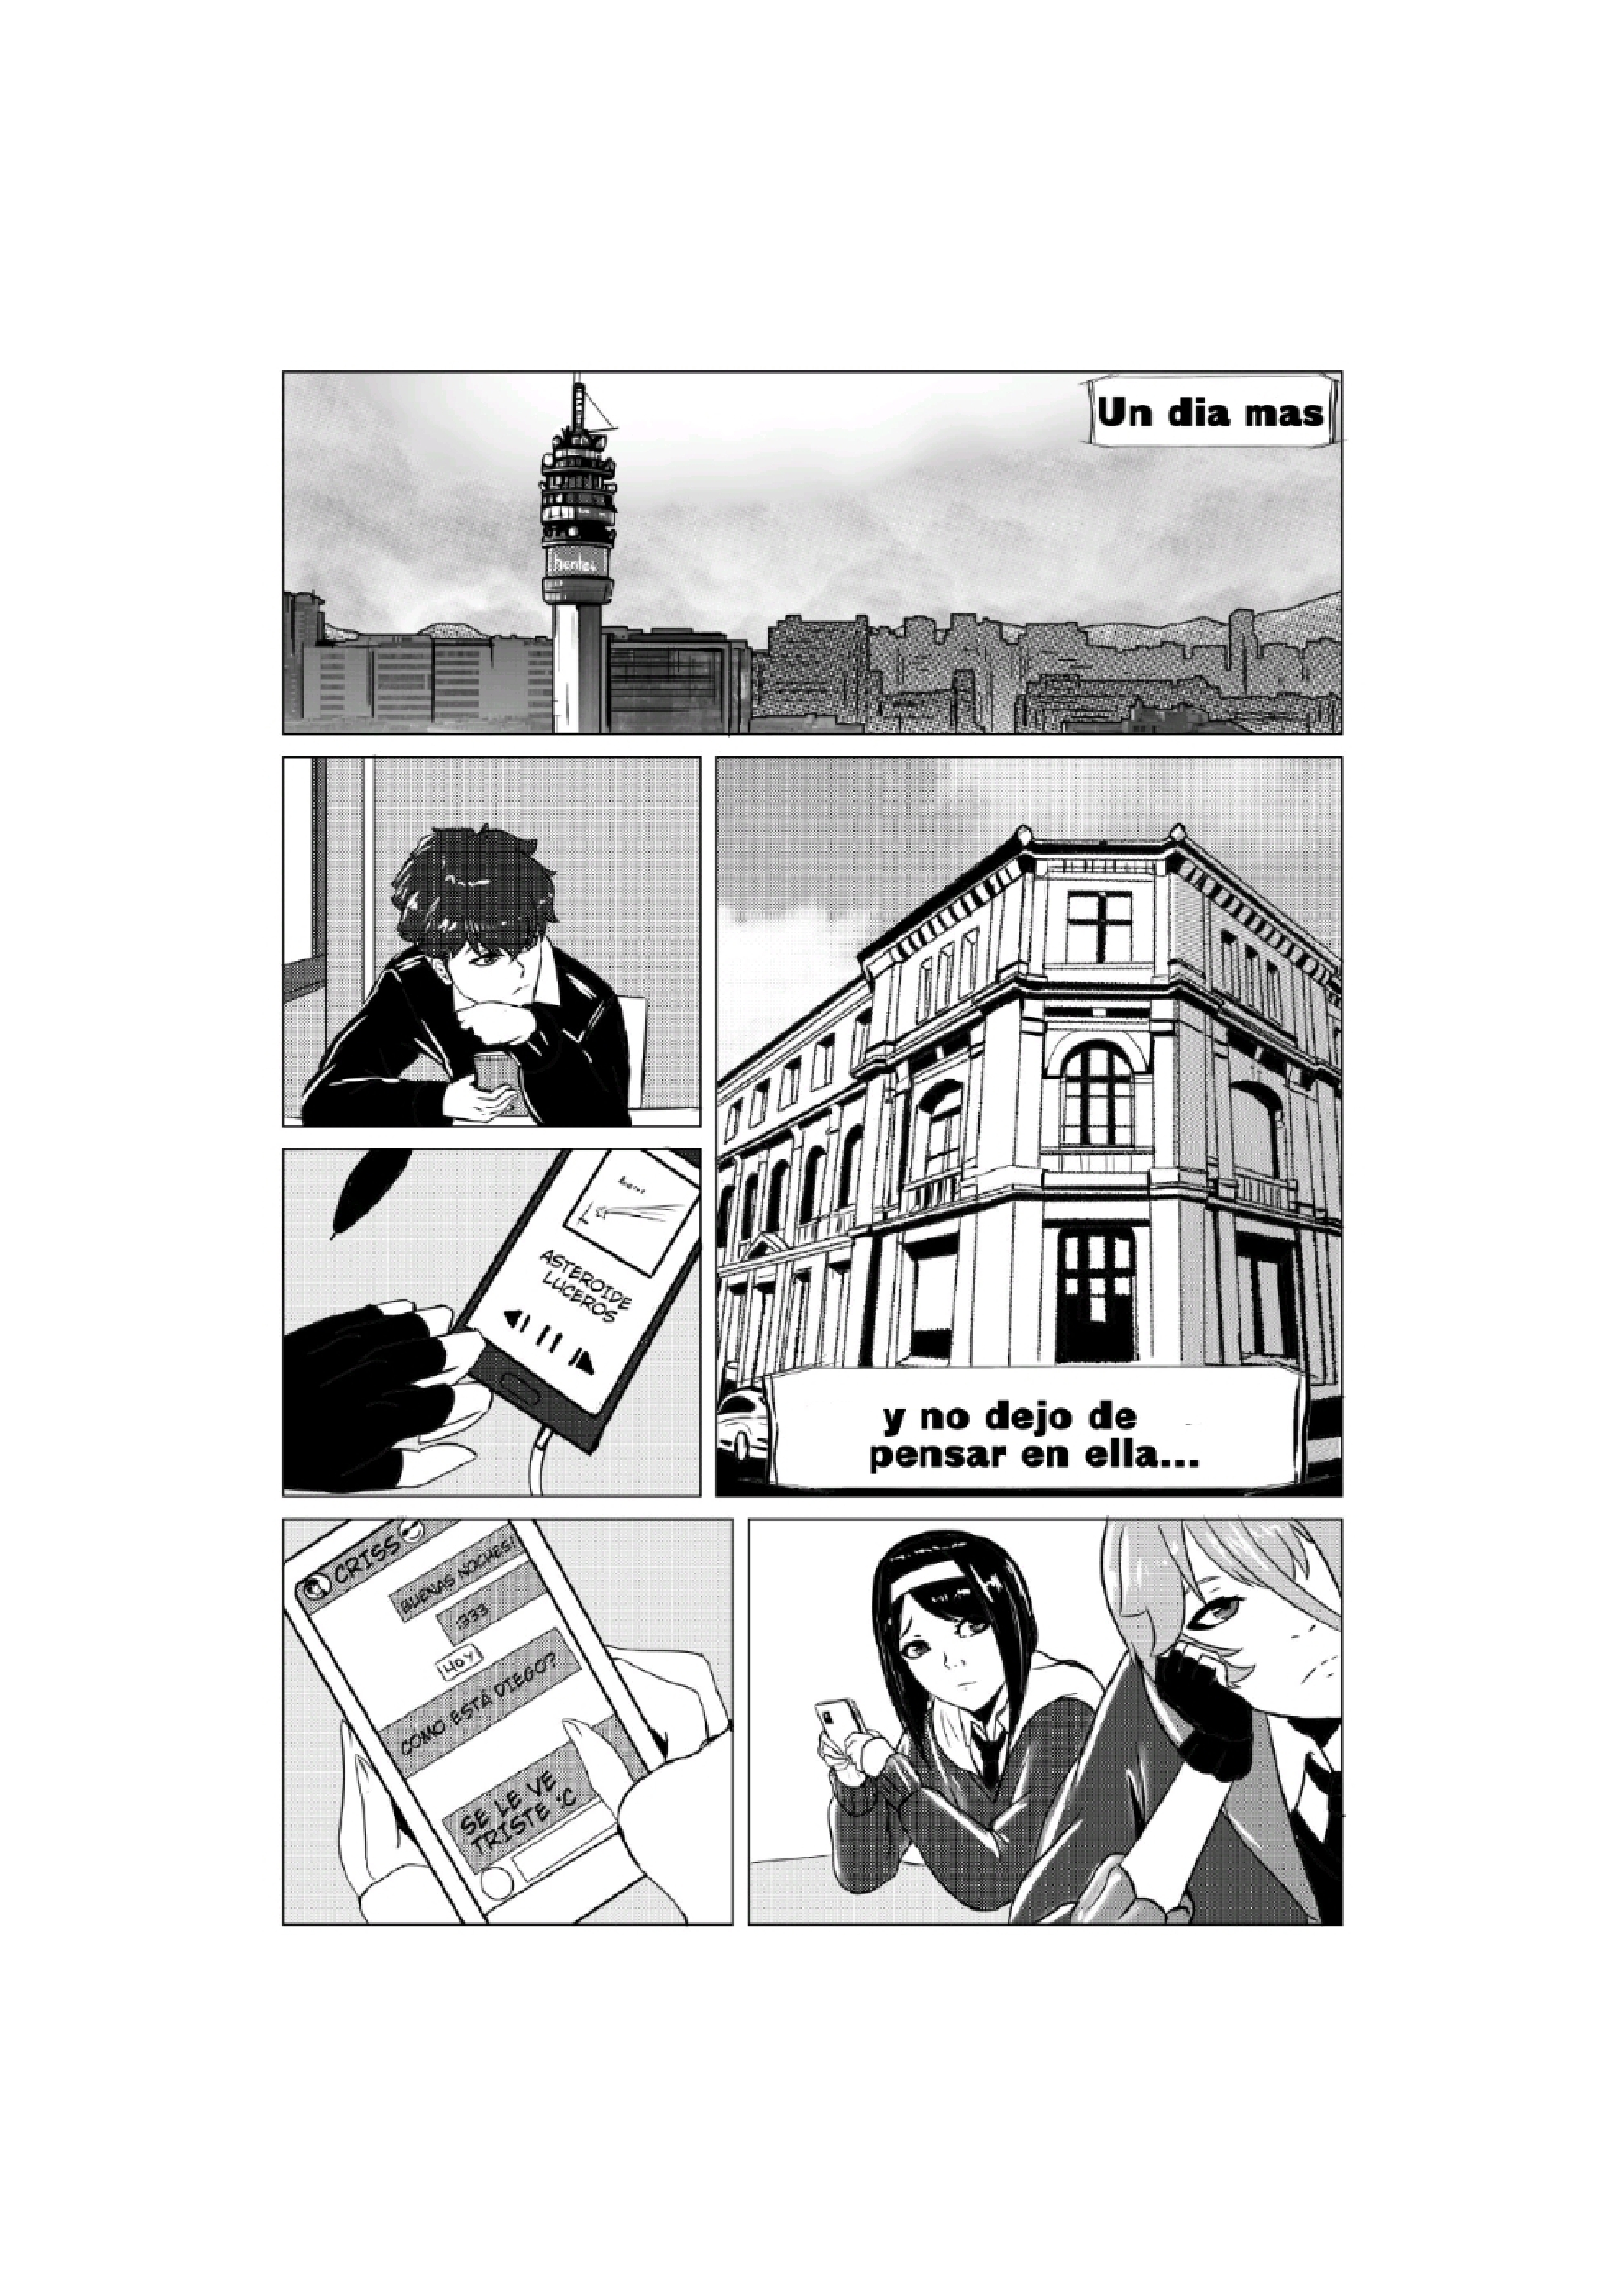 Un dia mas
hentai
y no dejo de
pensar en ella...
ASTEROIDE
LUCEROS
CRISS
BUENAS NOCHES!
:333
HOY
COMO ESTÁ DIEGO?
SE LE VE
TRISTE :C